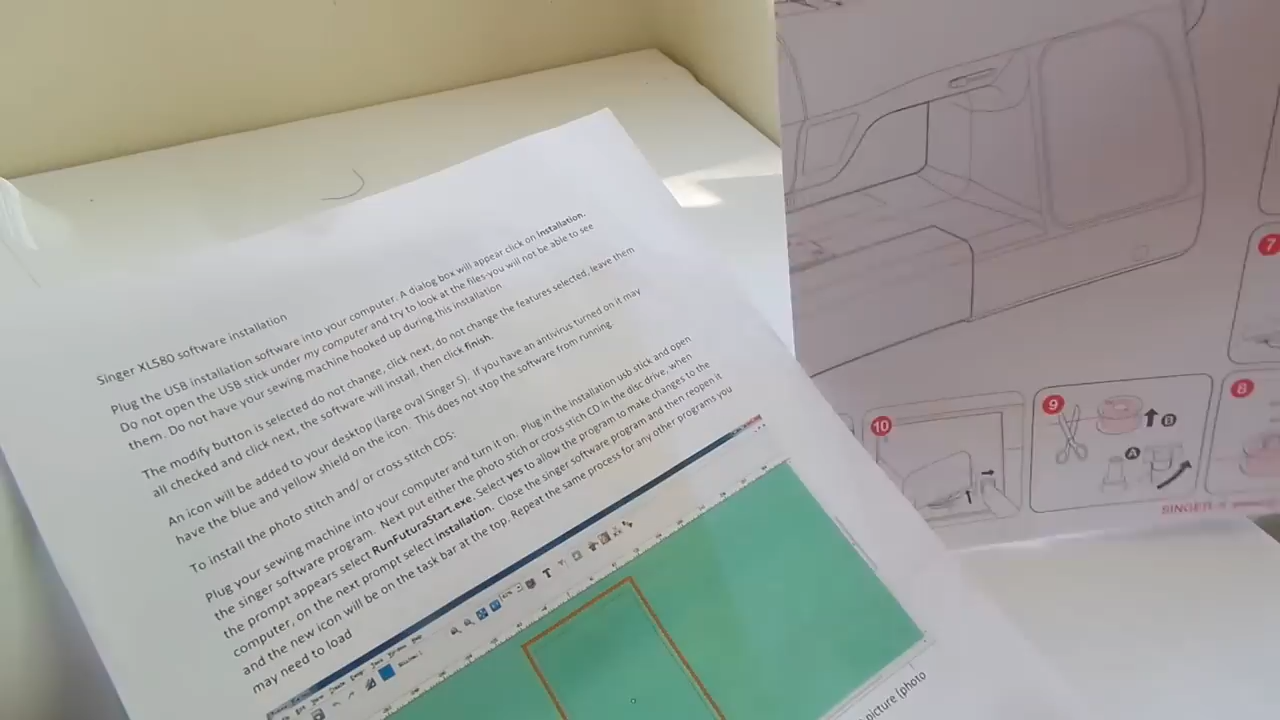 Singer XL580 software installation
Plug the USB installation software into your computer. A dialog box will appear click on installation.
Do not open the USB stick under my computer and try to look at the files-you will not be able to see
them. Do not have your sewing machine hooked up during this installation
The modify button is selected do not change, click next, do not change the features selected, leave them
all checked and click next, the software will install, then click finish.
An icon will be added to your desktop (large oval Singer S). If you have an antivirus turned on it may
have the blue and yellow shield on the icon. This does not stop the software from running.
To install the photo stitch and/ or cross stitch CDS:
Plug your sewing machine into your computer and turn it on. Plug in the installation usb stick and open
the singer software program. Next put either the photo stich or cross stich CD in the disc drive, when
the prompt appears select RunFuturaStart.exe. Select yes to allow the program to make changes to the
computer, on the next prompt select installation. Close the singer software program and then reopen it
and the new icon will be on the task bar at the top. Repeat the same process for any other programs you
may need to load
picture (photo
7
10
9
B
A
8
SINGER